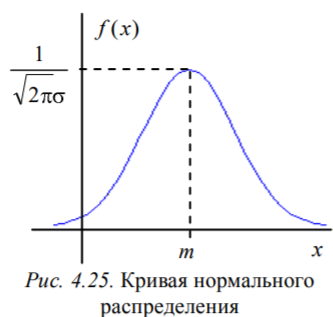 f(x)
1
√2πσ
m
x
Рис. 4.25. Кривая нормального
распределения